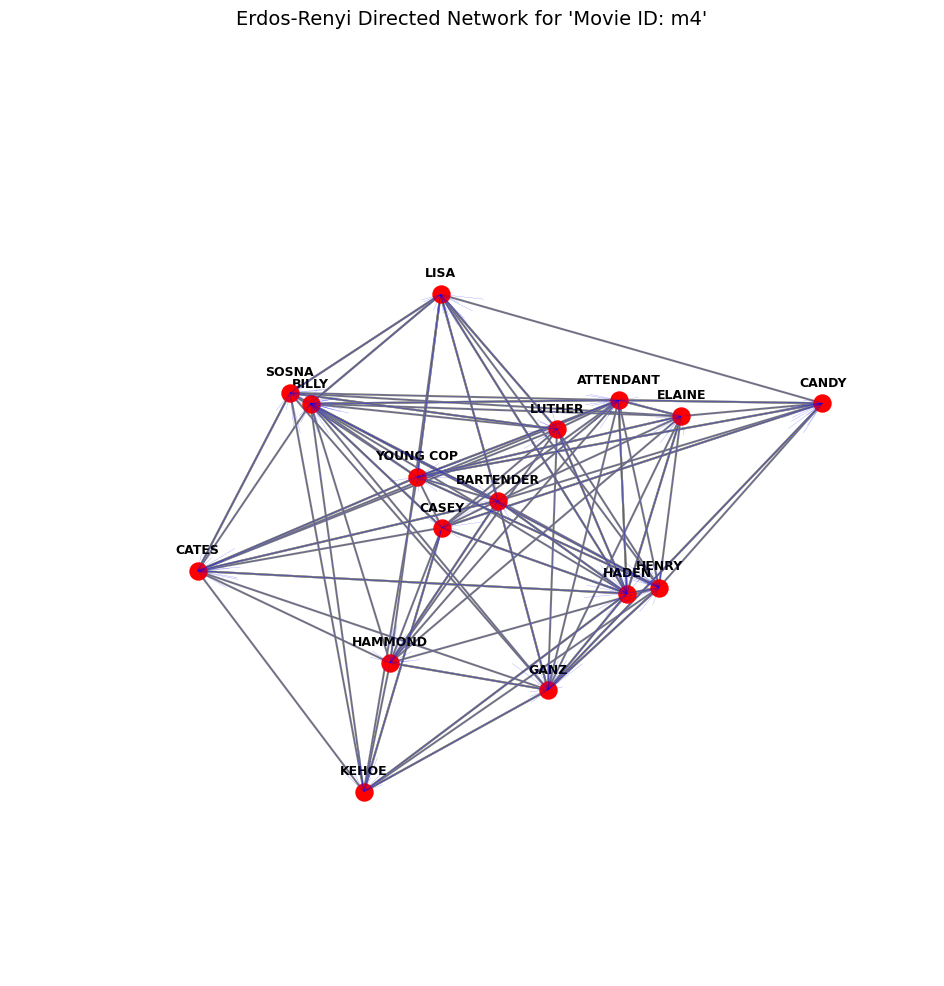 Erdos-Renyi Directed Network for 'Movie ID: m4'
LISA
SOSNA
BILLY
ATTENDANT
CANDY
ELAINE
LUTHER
YOUNG COP
BARTENDER
CASEY
CATES
HENRY
HADEN
HAMMOND
GANZ
KEHOE